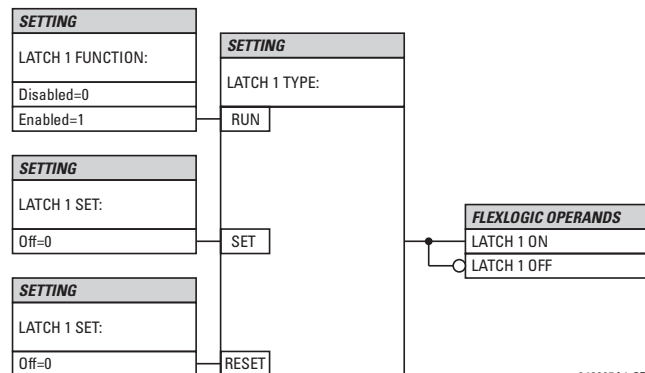 SETTING
LATCH 1 FUNCTION:
Disabled=0
Enabled=1
SETTING
LATCH 1 TYPE:
RUN
SETTING
LATCH 1 SET:
Off=0
SET
FLEXLOGIC OPERANDS
LATCH 1 ON
LATCH 1 OFF
SETTING
LATCH 1 SET:
Off=0
RESET